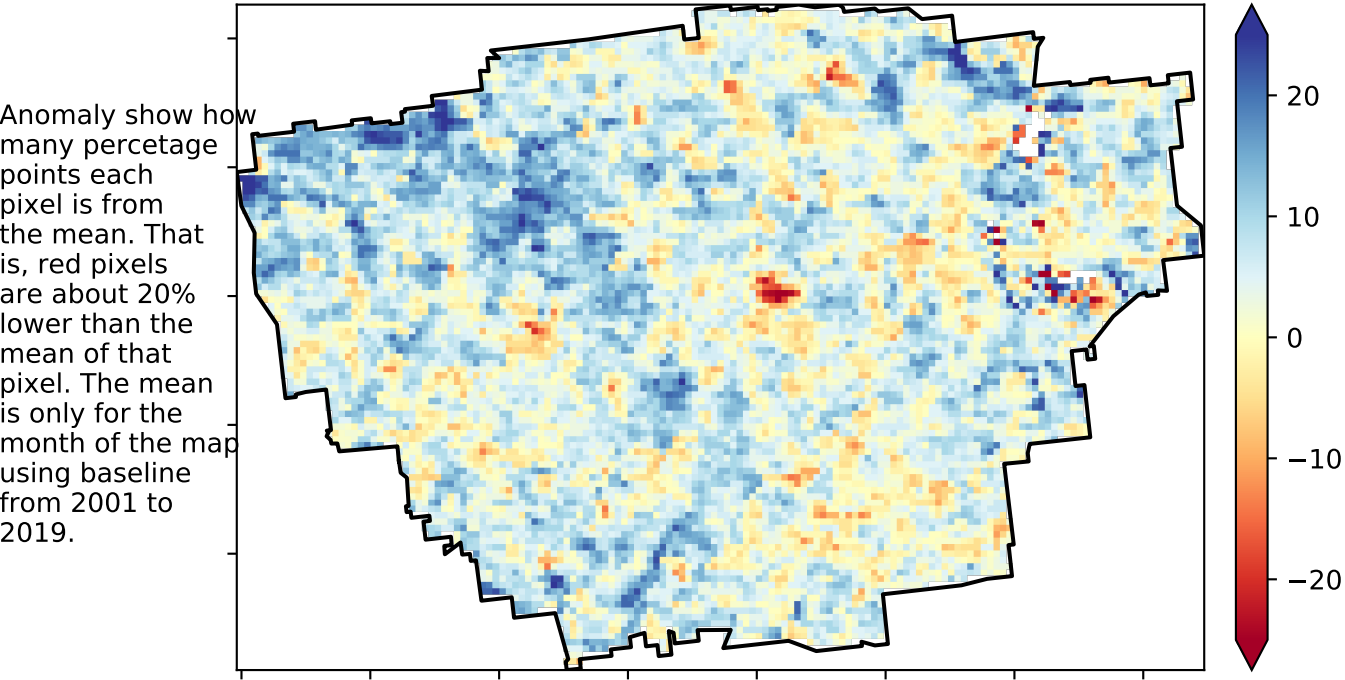 Anomaly show how
many percetage
points each
pixel is from
the mean. That
is, red pixels
are about 20%
lower than the
mean of that
pixel. The mean
is only for the
month of the map
using baseline
from 2001 to
2019.
20
10
0
−10
−20